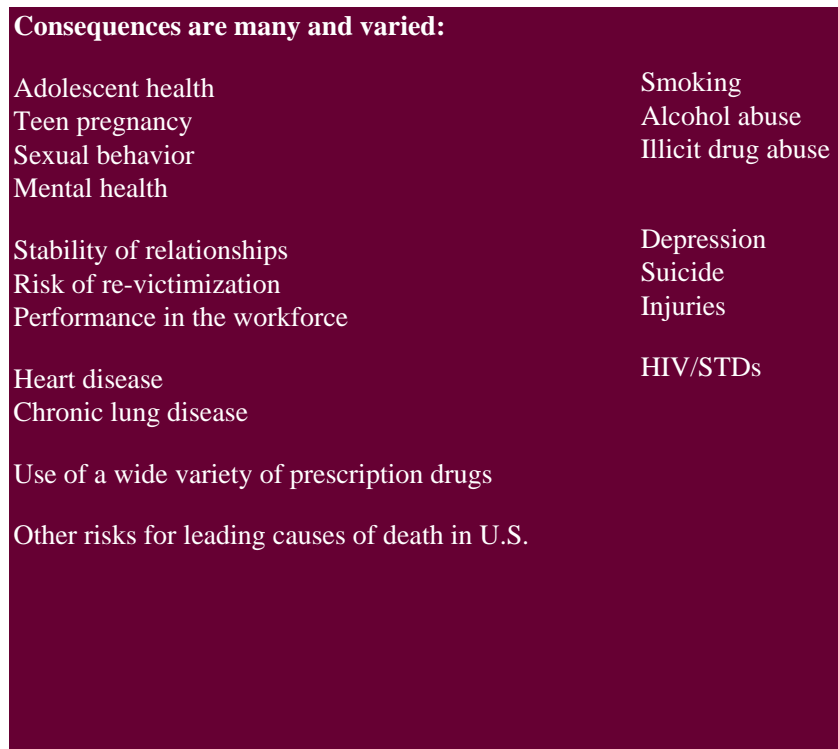 Consequences are many and varied:
Adolescent health
Teen pregnancy
Sexual behavior
Mental health
Stability of relationships
Risk of re-victimization
Performance in the workforce
Heart disease
Chronic lung disease
Use of a wide variety of prescription drugs
Other risks for leading causes of death in U.S.
Smoking
Alcohol abuse
Illicit drug abuse
Depression
Suicide
Injuries
HIV/STDs